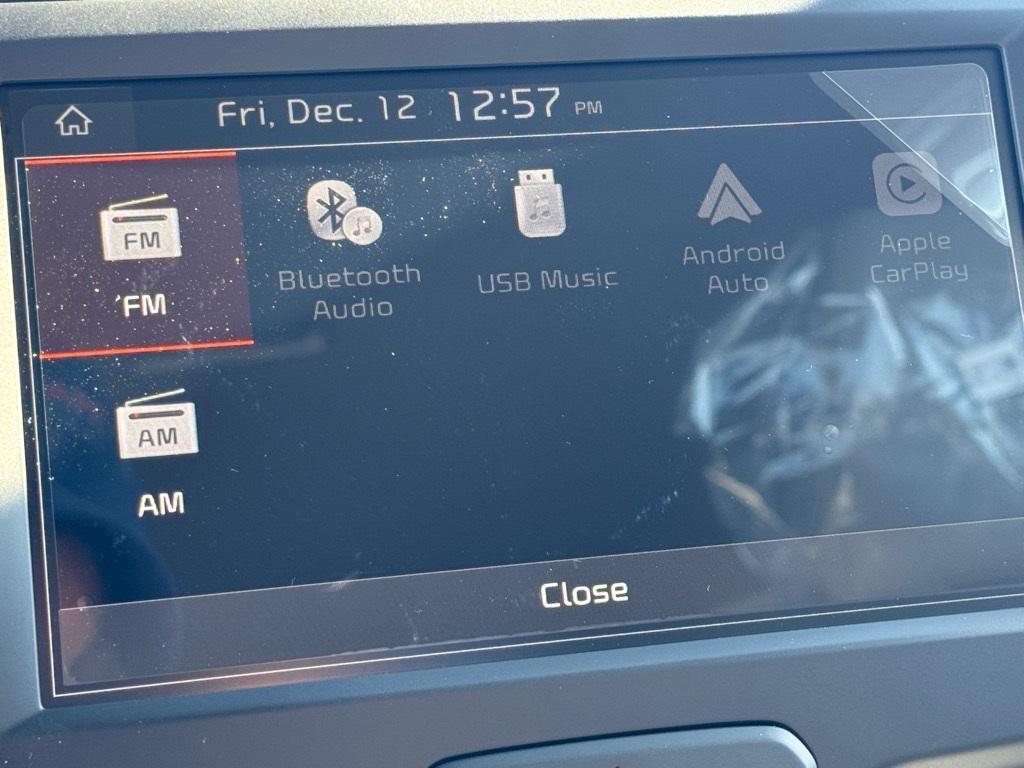 Fri, Dec. 12 12:57 PM
FM
FM
Bluetooth
Audio
USB Music
Android
Auto
Apple
CarPlay
AM
AM
Close